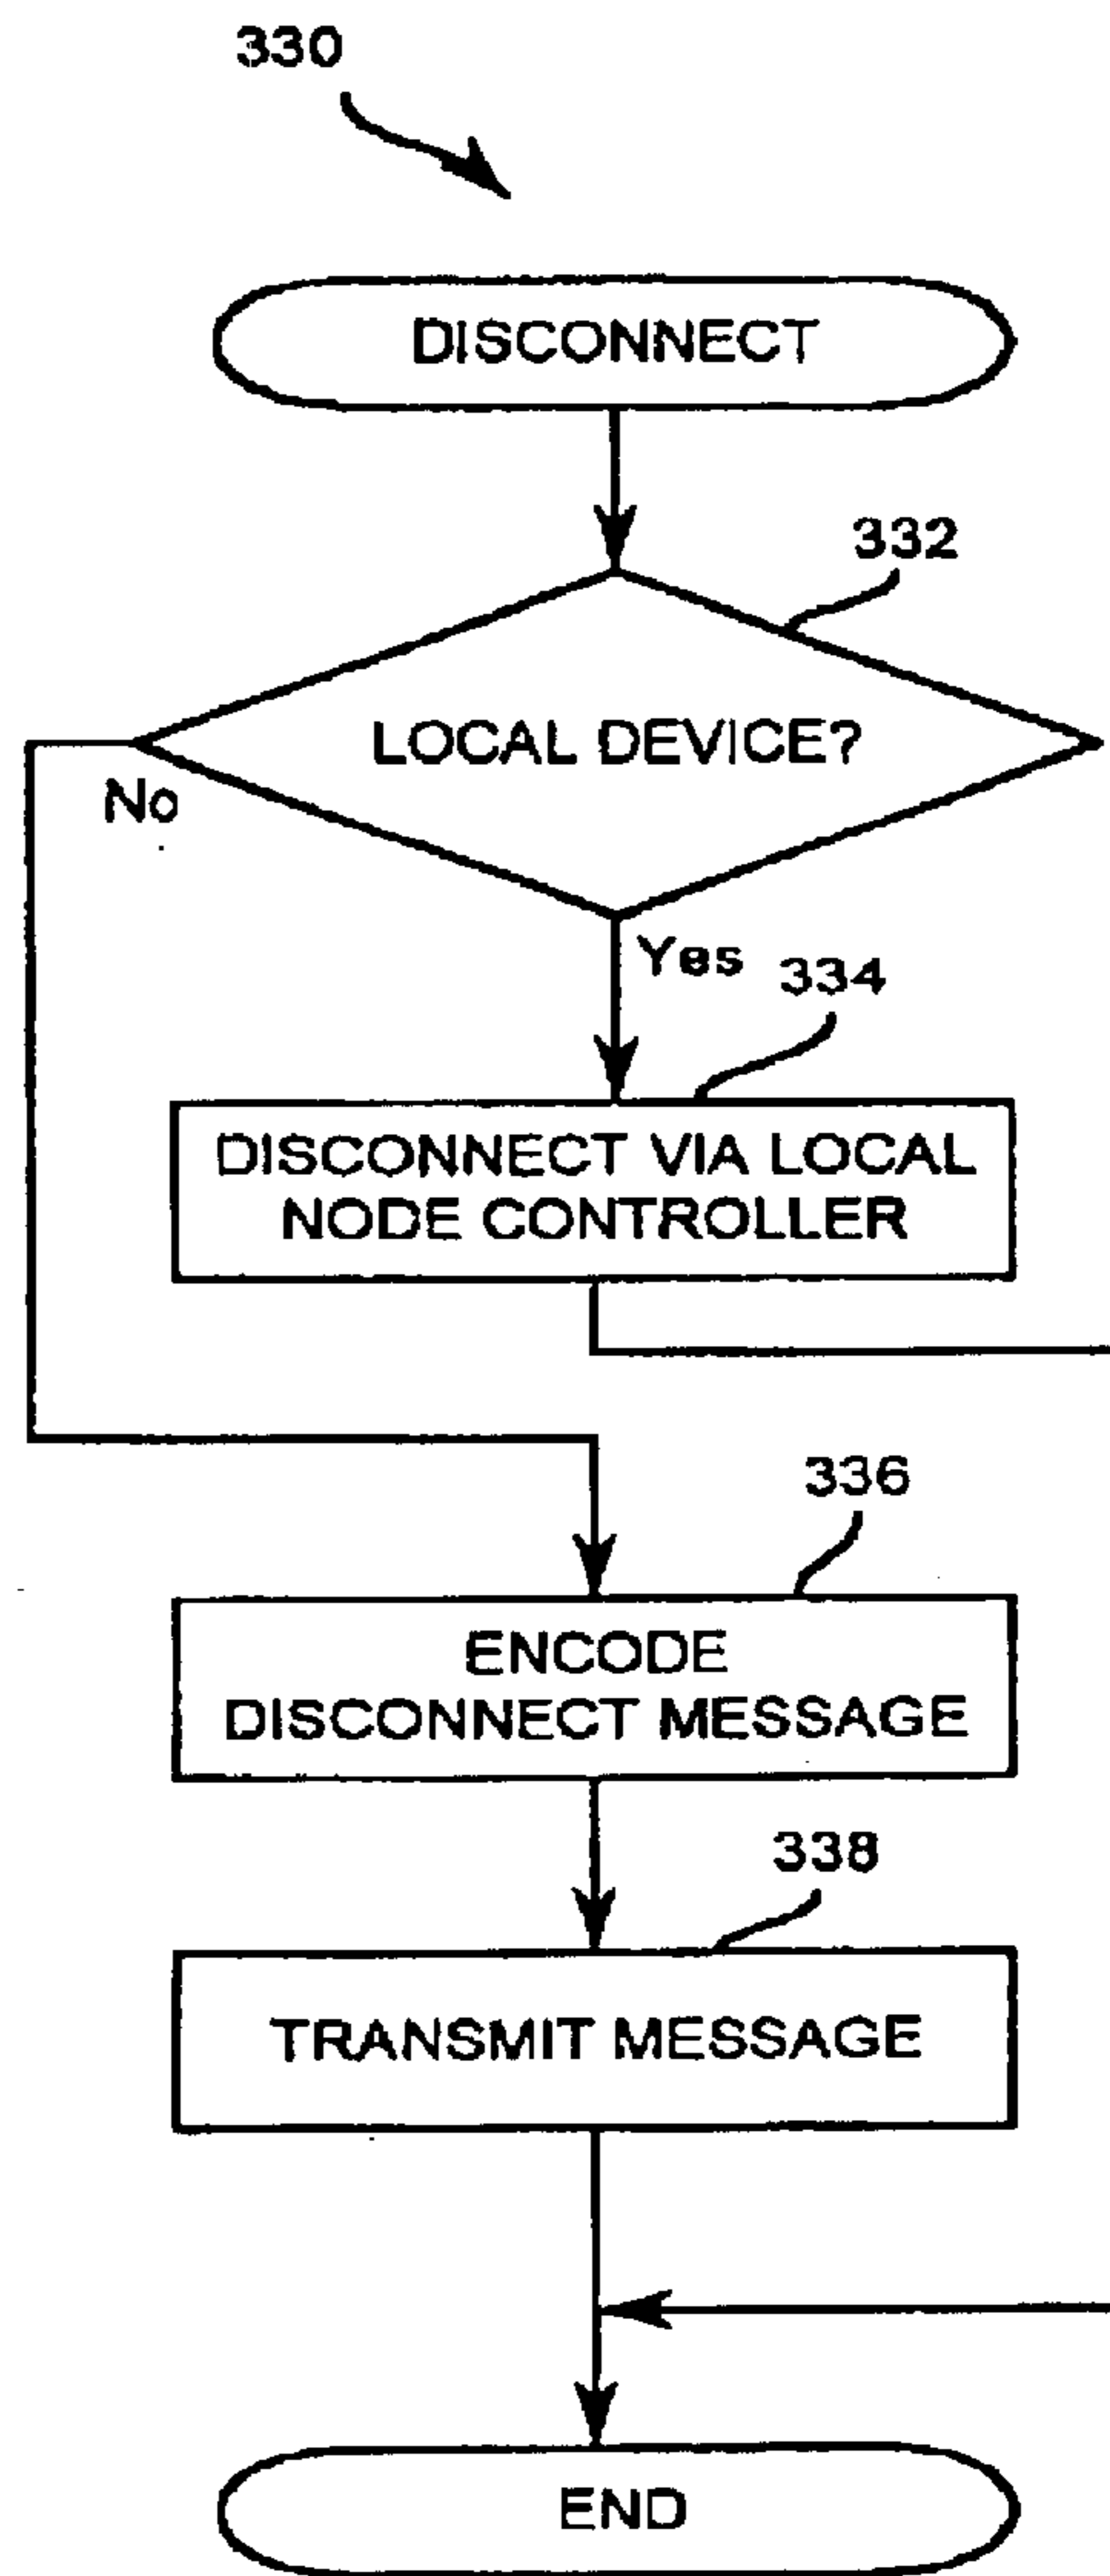 330
DISCONNECT
332
LOCAL DEVICE?
No
Yes
334
DISCONNECT VIA LOCAL
NODE CONTROLLER
336
ENCODE
DISCONNECT MESSAGE
338
TRANSMIT MESSAGE
END